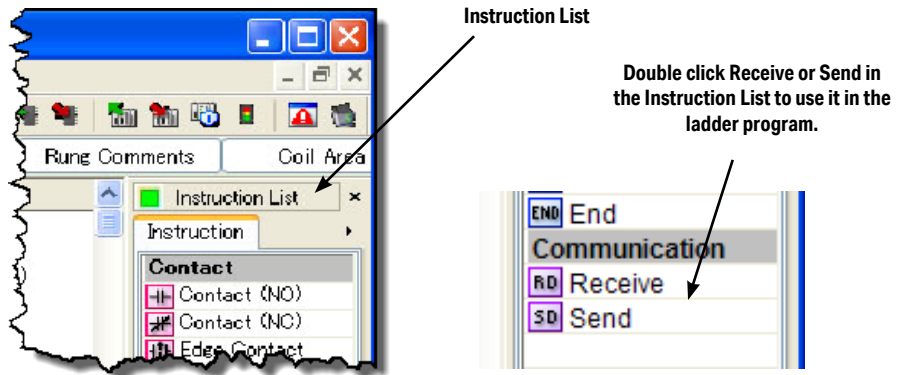 Instruction List
Double click Receive or Send in
the Instruction List to use it in the
ladder program.
Rung Comments
Coil Area
Instruction List
Instruction
Contact
Contact (NO)
Contact (NC)
Edge Contact
END End
Communication
RD Receive
SD Send